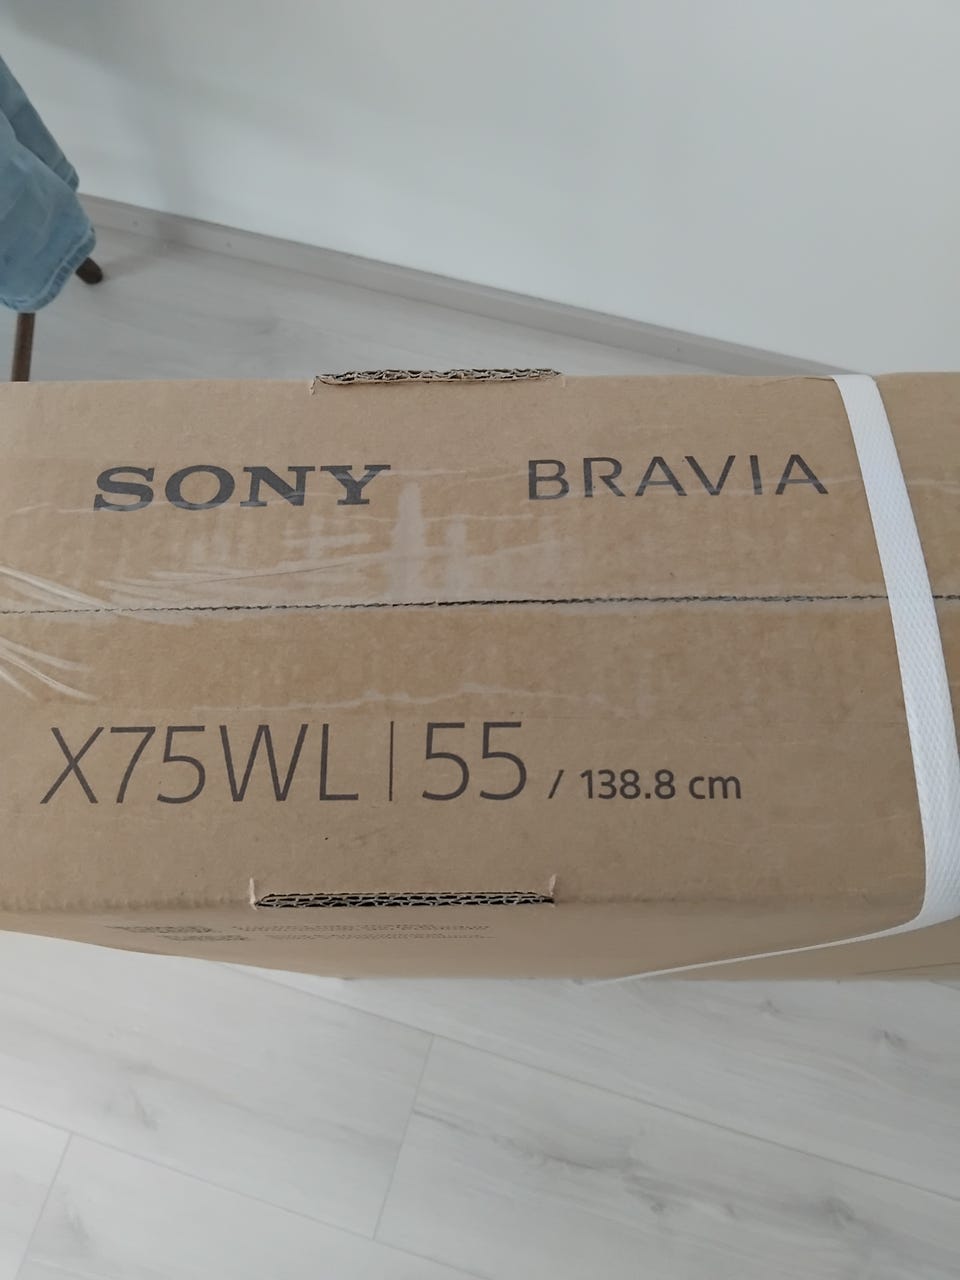 SONY BRAVIA
X75WL | 55 / 138.8 cm